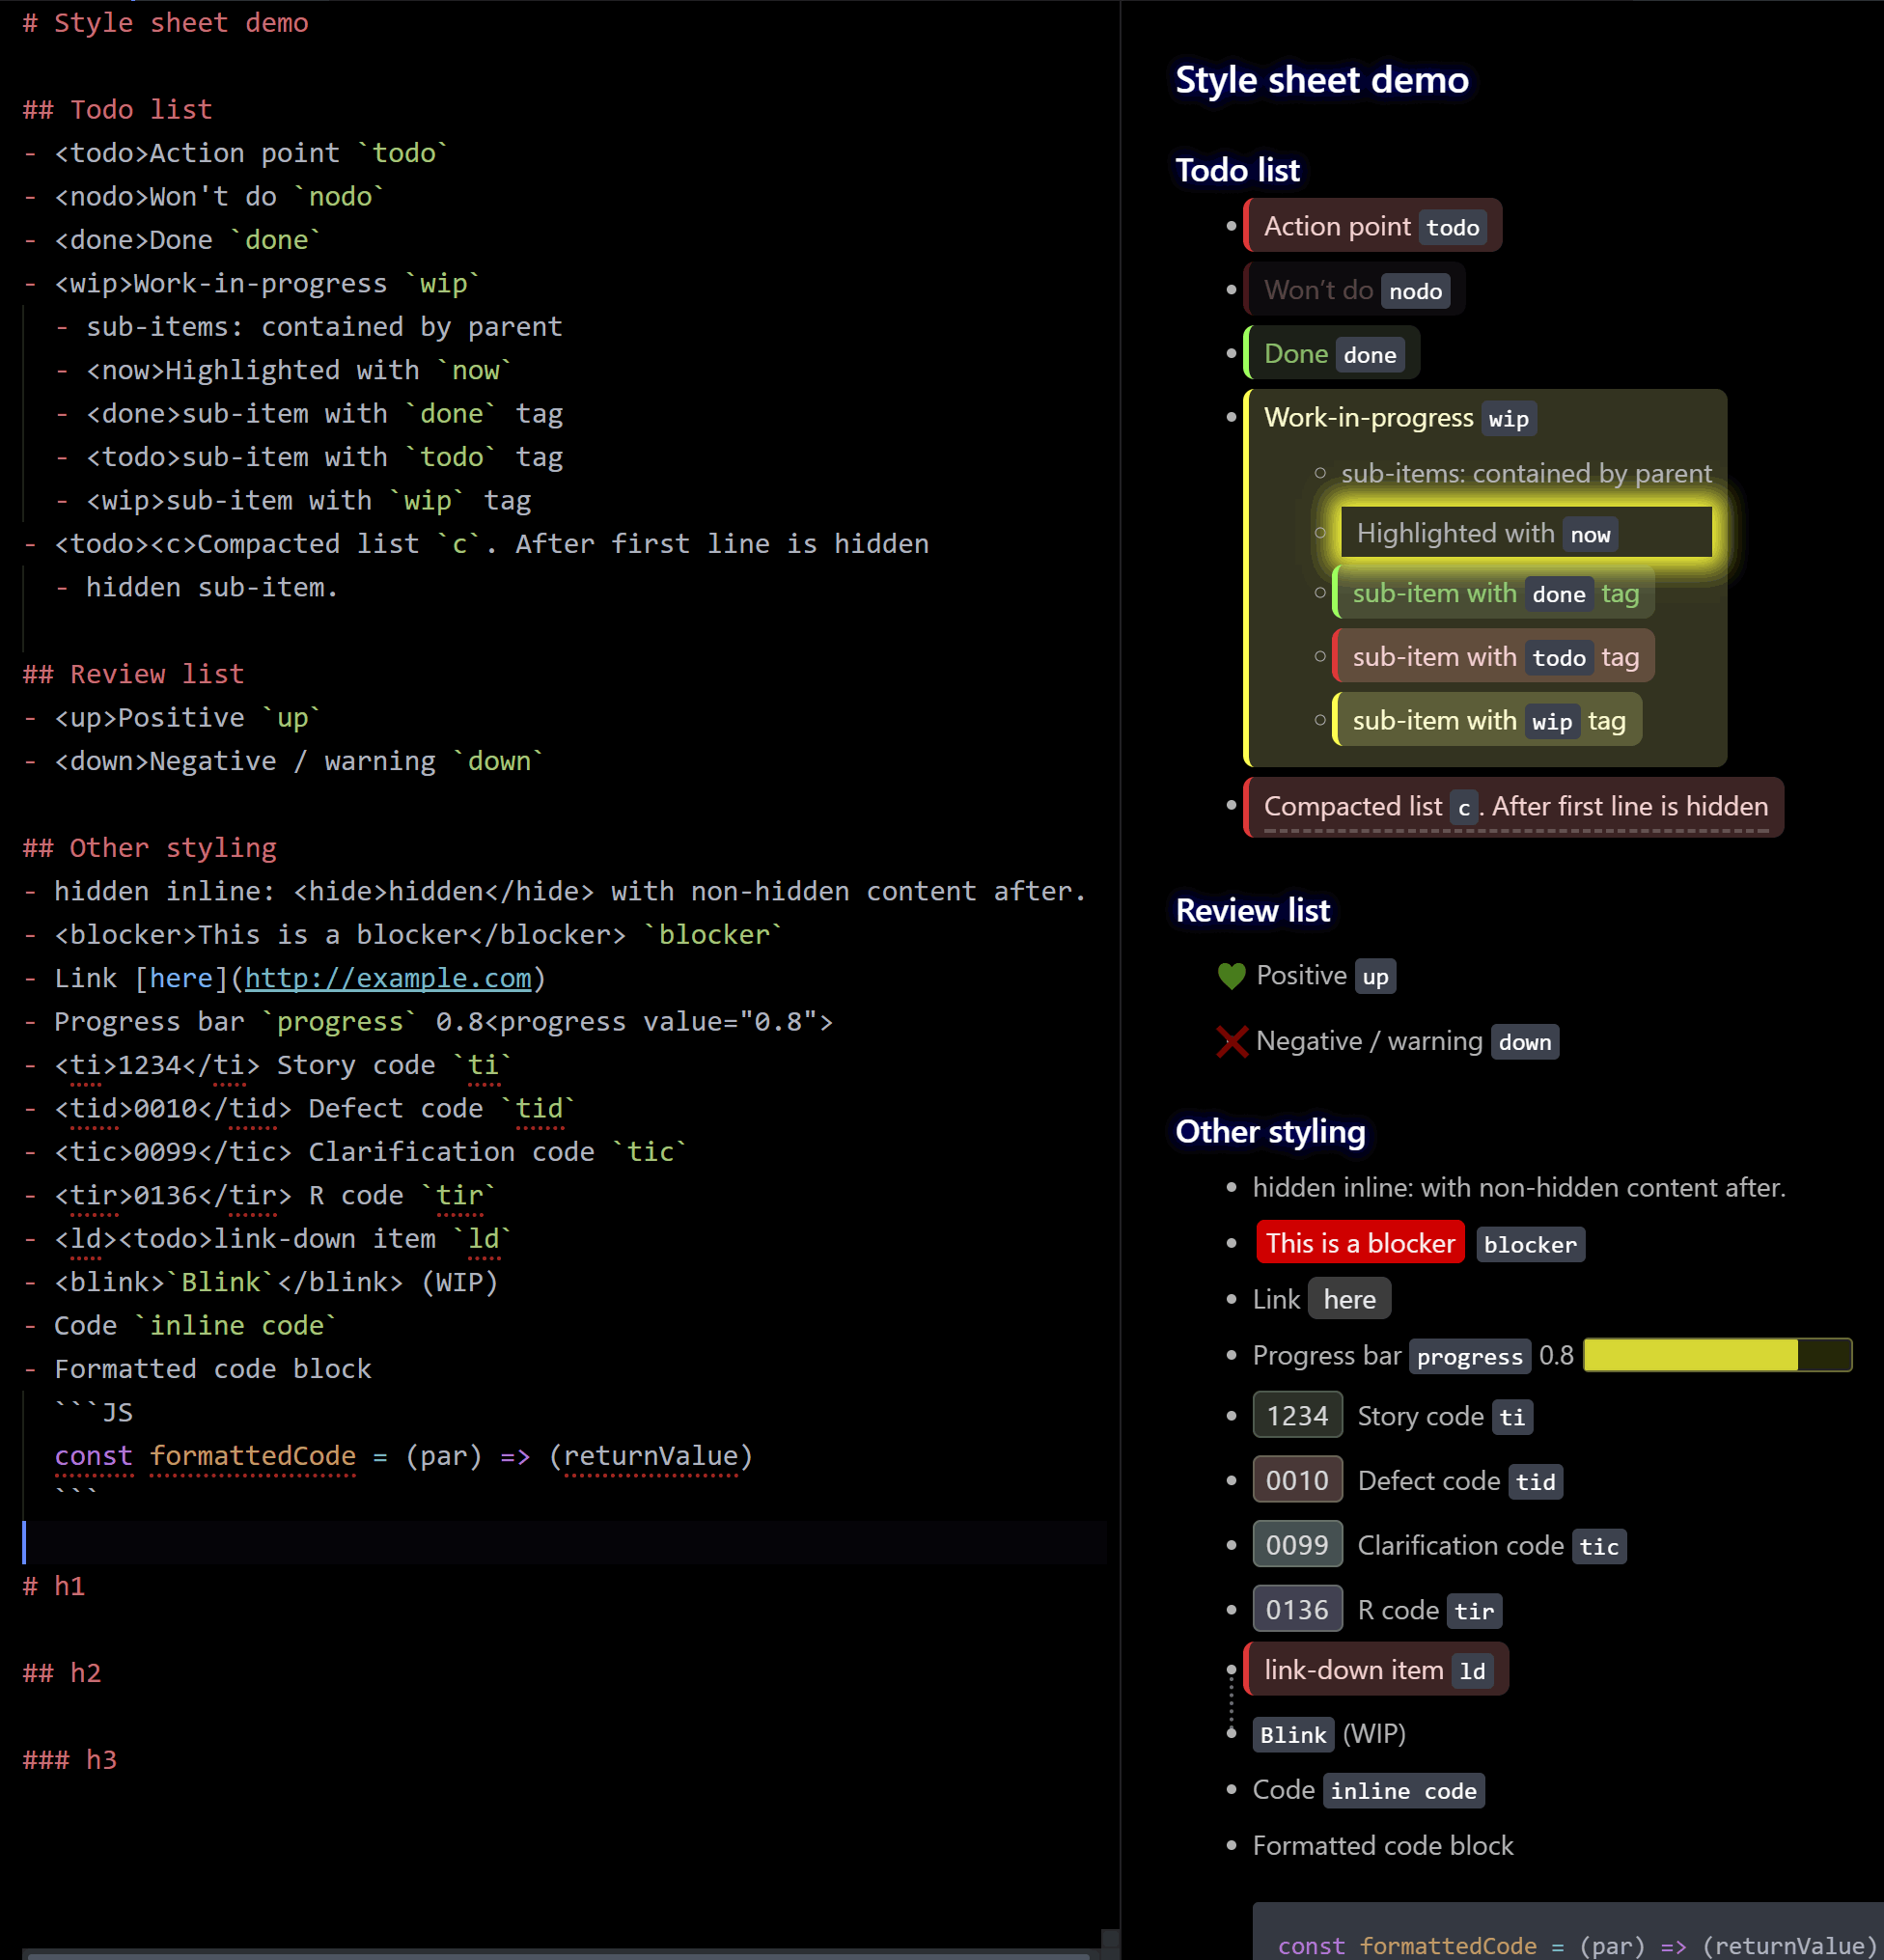 # Style sheet demo
## Todo list
- <todo>Action point `todo`
- <nodo>Won't do `nodo`
- <done>Done `done`
- <wip>Work-in-progress `wip`
- sub-items: contained by parent
- <now>Highlighted with `now`
- <done>sub-item with `done` tag
- <todo>sub-item with `todo` tag
- <wip>sub-item with `wip` tag
- <todo><c>Compacted list `c`. After first line is hidden
- hidden sub-item.
## Review list
- <up>Positive `up`
- <down>Negative / warning `down`
## Other styling
- hidden inline: <hide>hidden</hide> with non-hidden content after.
- <blocker>This is a blocker</blocker> `blocker`
- Link [here](http://example.com)
- Progress bar `progress` 0.8<progress value="0.8">
- <ti>1234</ti> Story code `ti`
- <tid>0010</tid> Defect code `tid`
- <tic>0099</tic> Clarification code `tic`
- <tir>0136</tir> R code `tir`
- <ld><todo>link-down item `ld`
- <blink>`Blink`</blink> (WIP)
- Code `inline code`
- Formatted code block
```JS
const formattedCode = (par) => (returnValue)
```
# h1
## h2
### h3
Style sheet demo
Todo list
Action point todo
Won’t do nodo
Done done
Work-in-progress wip
sub-items: contained by parent
Highlighted with now
sub-item with done tag
sub-item with todo tag
sub-item with wip tag
Compacted list c. After first line is hidden
Review list
Positive up
Negative / warning down
Other styling
hidden inline: with non-hidden content after.
This is a blocker blocker
Link here
Progress bar progress 0.8
1234 Story code ti
0010 Defect code tid
0099 Clarification code tic
0136 R code tir
link-down item ld
Blink (WIP)
Code inline code
Formatted code block
const formattedCode = (par) => (returnValue)